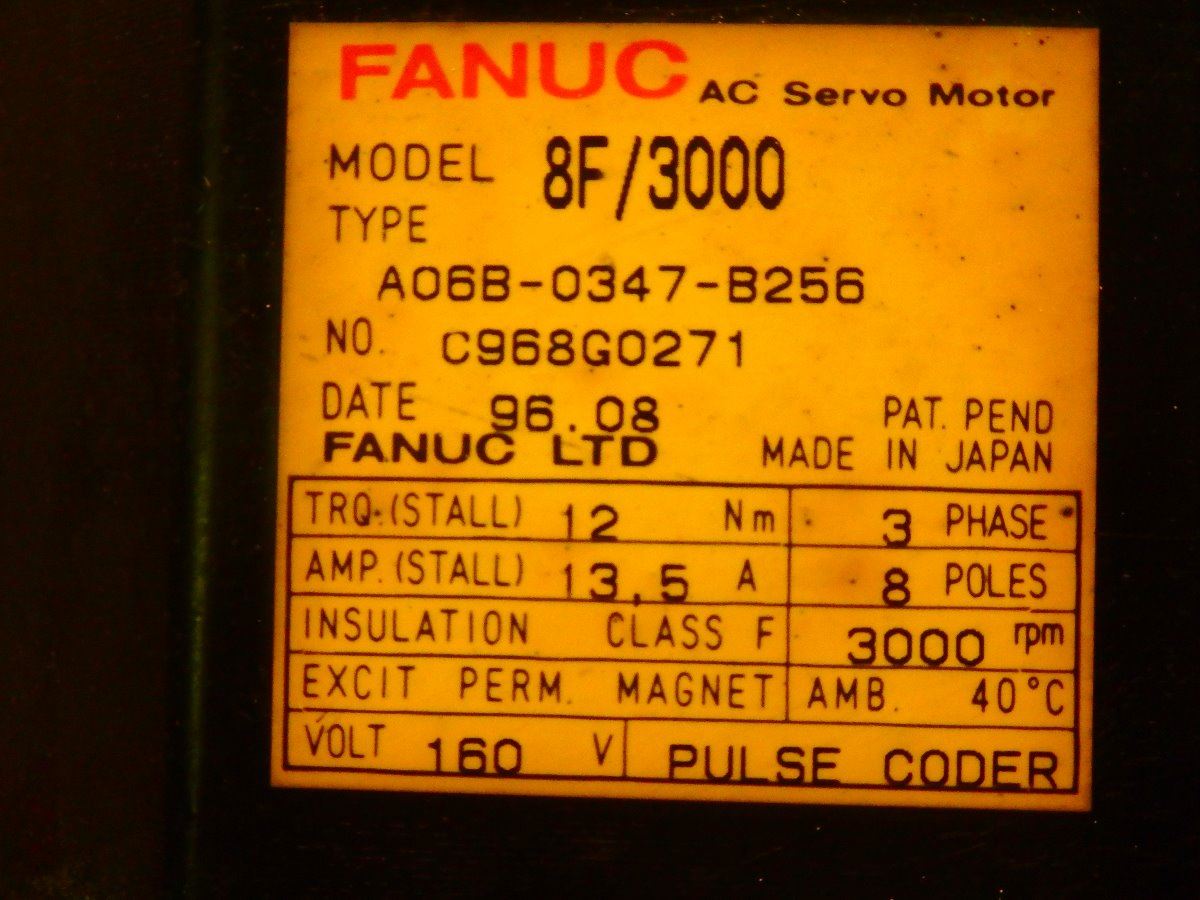 FANUC AC Servo Motor
MODEL 8F/3000
TYPE
A06B-0347-B256
NO. C968G0271
DATE 96.08 PAT. PEND
FANUC LTD MADE IN JAPAN
TRQ.(STALL) 12 Nm 3 PHASE
AMP.(STALL) 13.5 A 8 POLES
INSULATION CLASS F 3000 rpm
EXCIT PERM. MAGNET AMB. 40°C
VOLT 160 V PULSE CODER